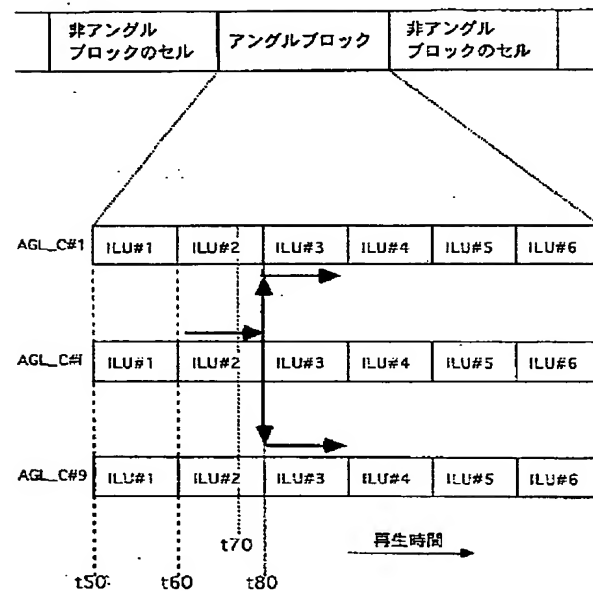 非アングル
ブロックのセル
アングルブロック
非アングル
ブロックのセル
AGL_C#1 ILU#1 ILU#2 ILU#3 ILU#4 ILU#5 ILU#6
AGL_C#i ILU#1 ILU#2 ILU#3 ILU#4 ILU#5 ILU#6
AGL_C#9 ILU#1 ILU#2 ILU#3 ILU#4 ILU#5 ILU#6
t70
再生時間
t50 t60 t80